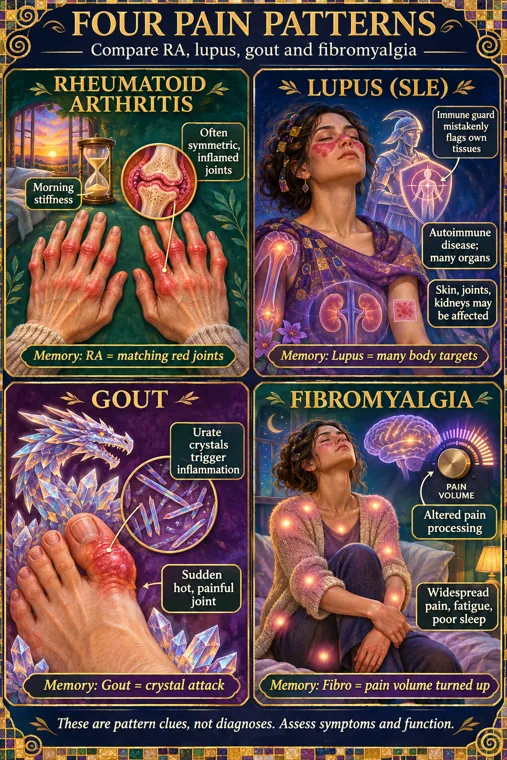 FOUR PAIN PATTERNS
Compare RA, lupus, gout and fibromyalgia
RHEUMATOID
ARTHRITIS
Often
symmetric,
inflamed
joints
Morning
stiffness
Memory: RA = matching red joints
LUPUS (SLE)
Immune guard
mistakenly
flags own
tissues
Autoimmune
disease;
many organs
Skin, joints,
kidneys may
be affected
Memory: Lupus = many body targets
GOUT
Urate
crystals
trigger
inflammation
Sudden
hot, painful
joint
Memory: Gout = crystal attack
FIBROMYALGIA
PAIN
VOLUME
Altered pain
processing
Widespread
pain, fatigue,
poor sleep
Memory: Fibro = pain volume turned up
These are pattern clues, not diagnoses. Assess symptoms and function.